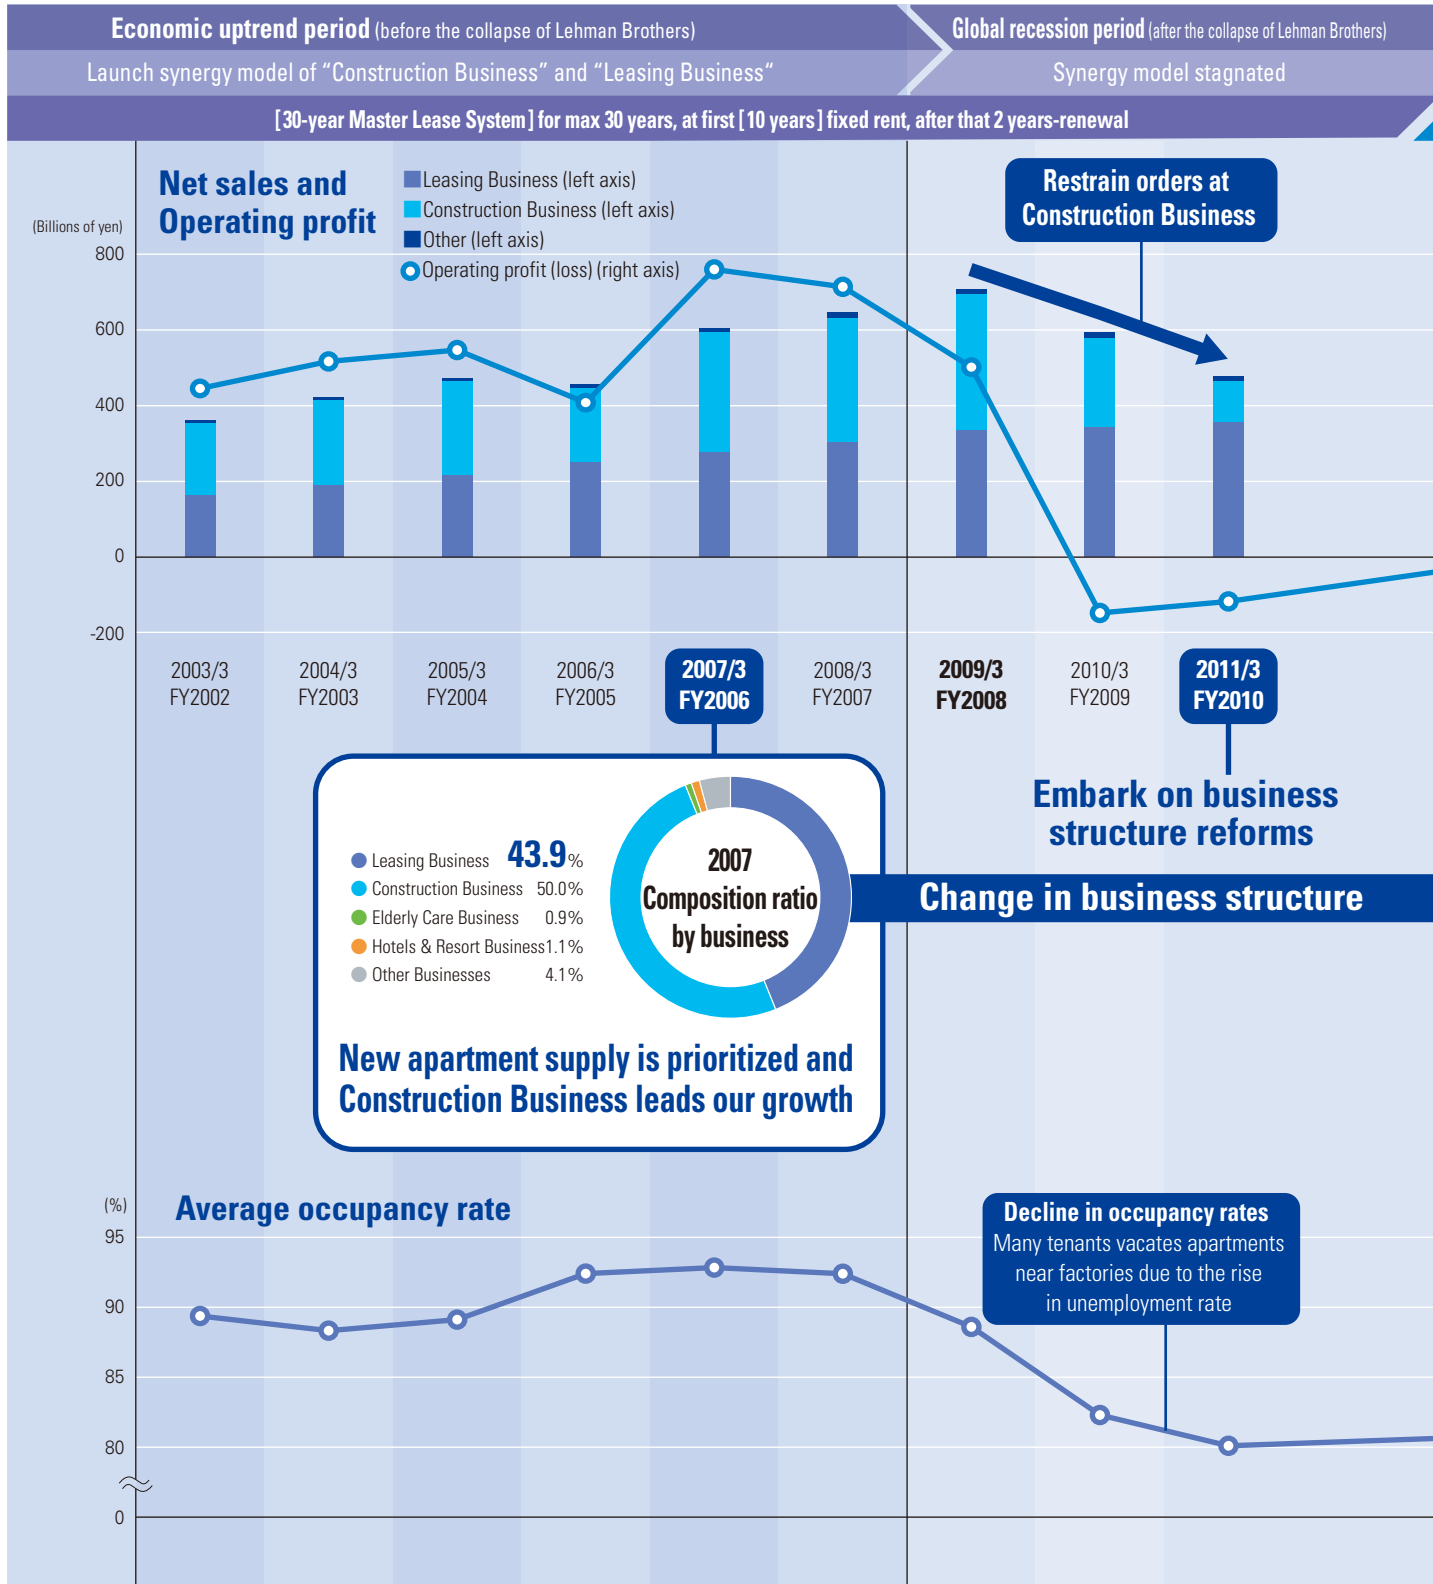 Economic uptrend period (before the collapse of Lehman Brothers)
Global recession period (after the collapse of Lehman Brothers)
Launch synergy model of “Construction Business” and “Leasing Business“
Synergy model stagnated
[30-year Master Lease System] for max 30 years, at first [10 years] fixed rent, after that 2 years-renewal
Net sales and
Operating profit
Leasing Business (left axis)
Construction Business (left axis)
Other (left axis)
Operating profit (loss) (right axis)
Restrain orders at
Construction Business
(Billions of yen)
800
600
400
200
0
-200
2003/3
FY2002
2004/3
FY2003
2005/3
FY2004
2006/3
FY2005
2007/3
FY2006
2008/3
FY2007
2009/3
FY2008
2010/3
FY2009
2011/3
FY2010
Embark on business
structure reforms
Leasing Business 43.9%
Construction Business 50.0%
Elderly Care Business 0.9%
Hotels & Resort Business 1.1%
Other Businesses 4.1%
2007
Composition ratio
by business
Change in business structure
New apartment supply is prioritized and
Construction Business leads our growth
(%)
Average occupancy rate
95
90
85
80
0
Decline in occupancy rates
Many tenants vacates apartments
near factories due to the rise
in unemployment rate